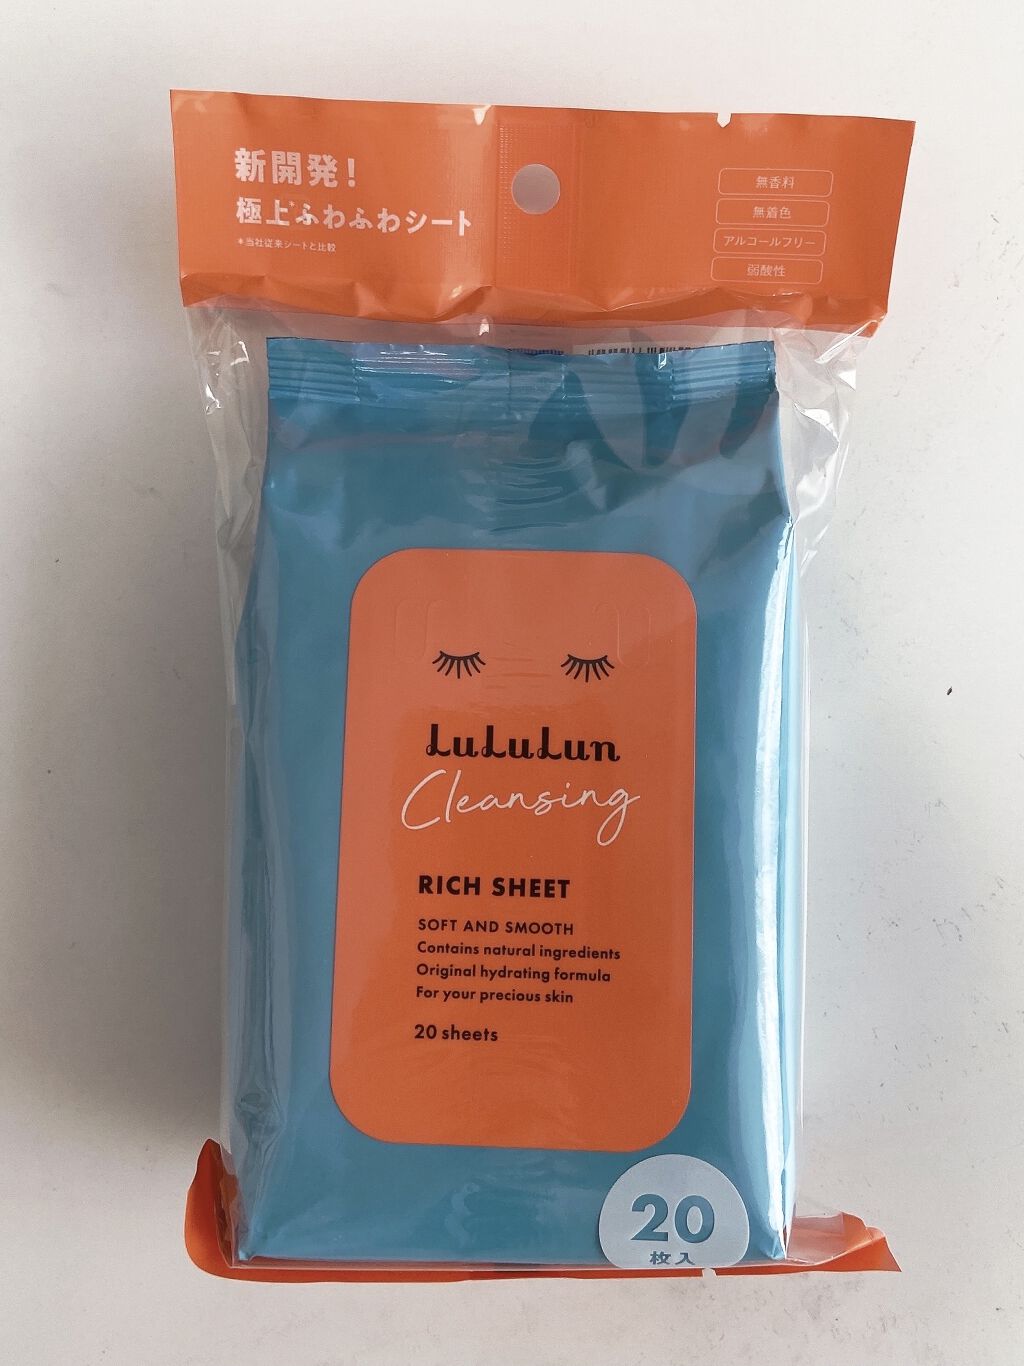 新開発!
極上*ふわふわシート
*当社従来シートと比較
無香料
無着色
アルコールフリー
弱酸性
LuLuLun
Cleansing
RICH SHEET
SOFT AND SMOOTH
Contains natural ingredients
Original hydrating formula
For your precious skin
20 sheets
20
枚入